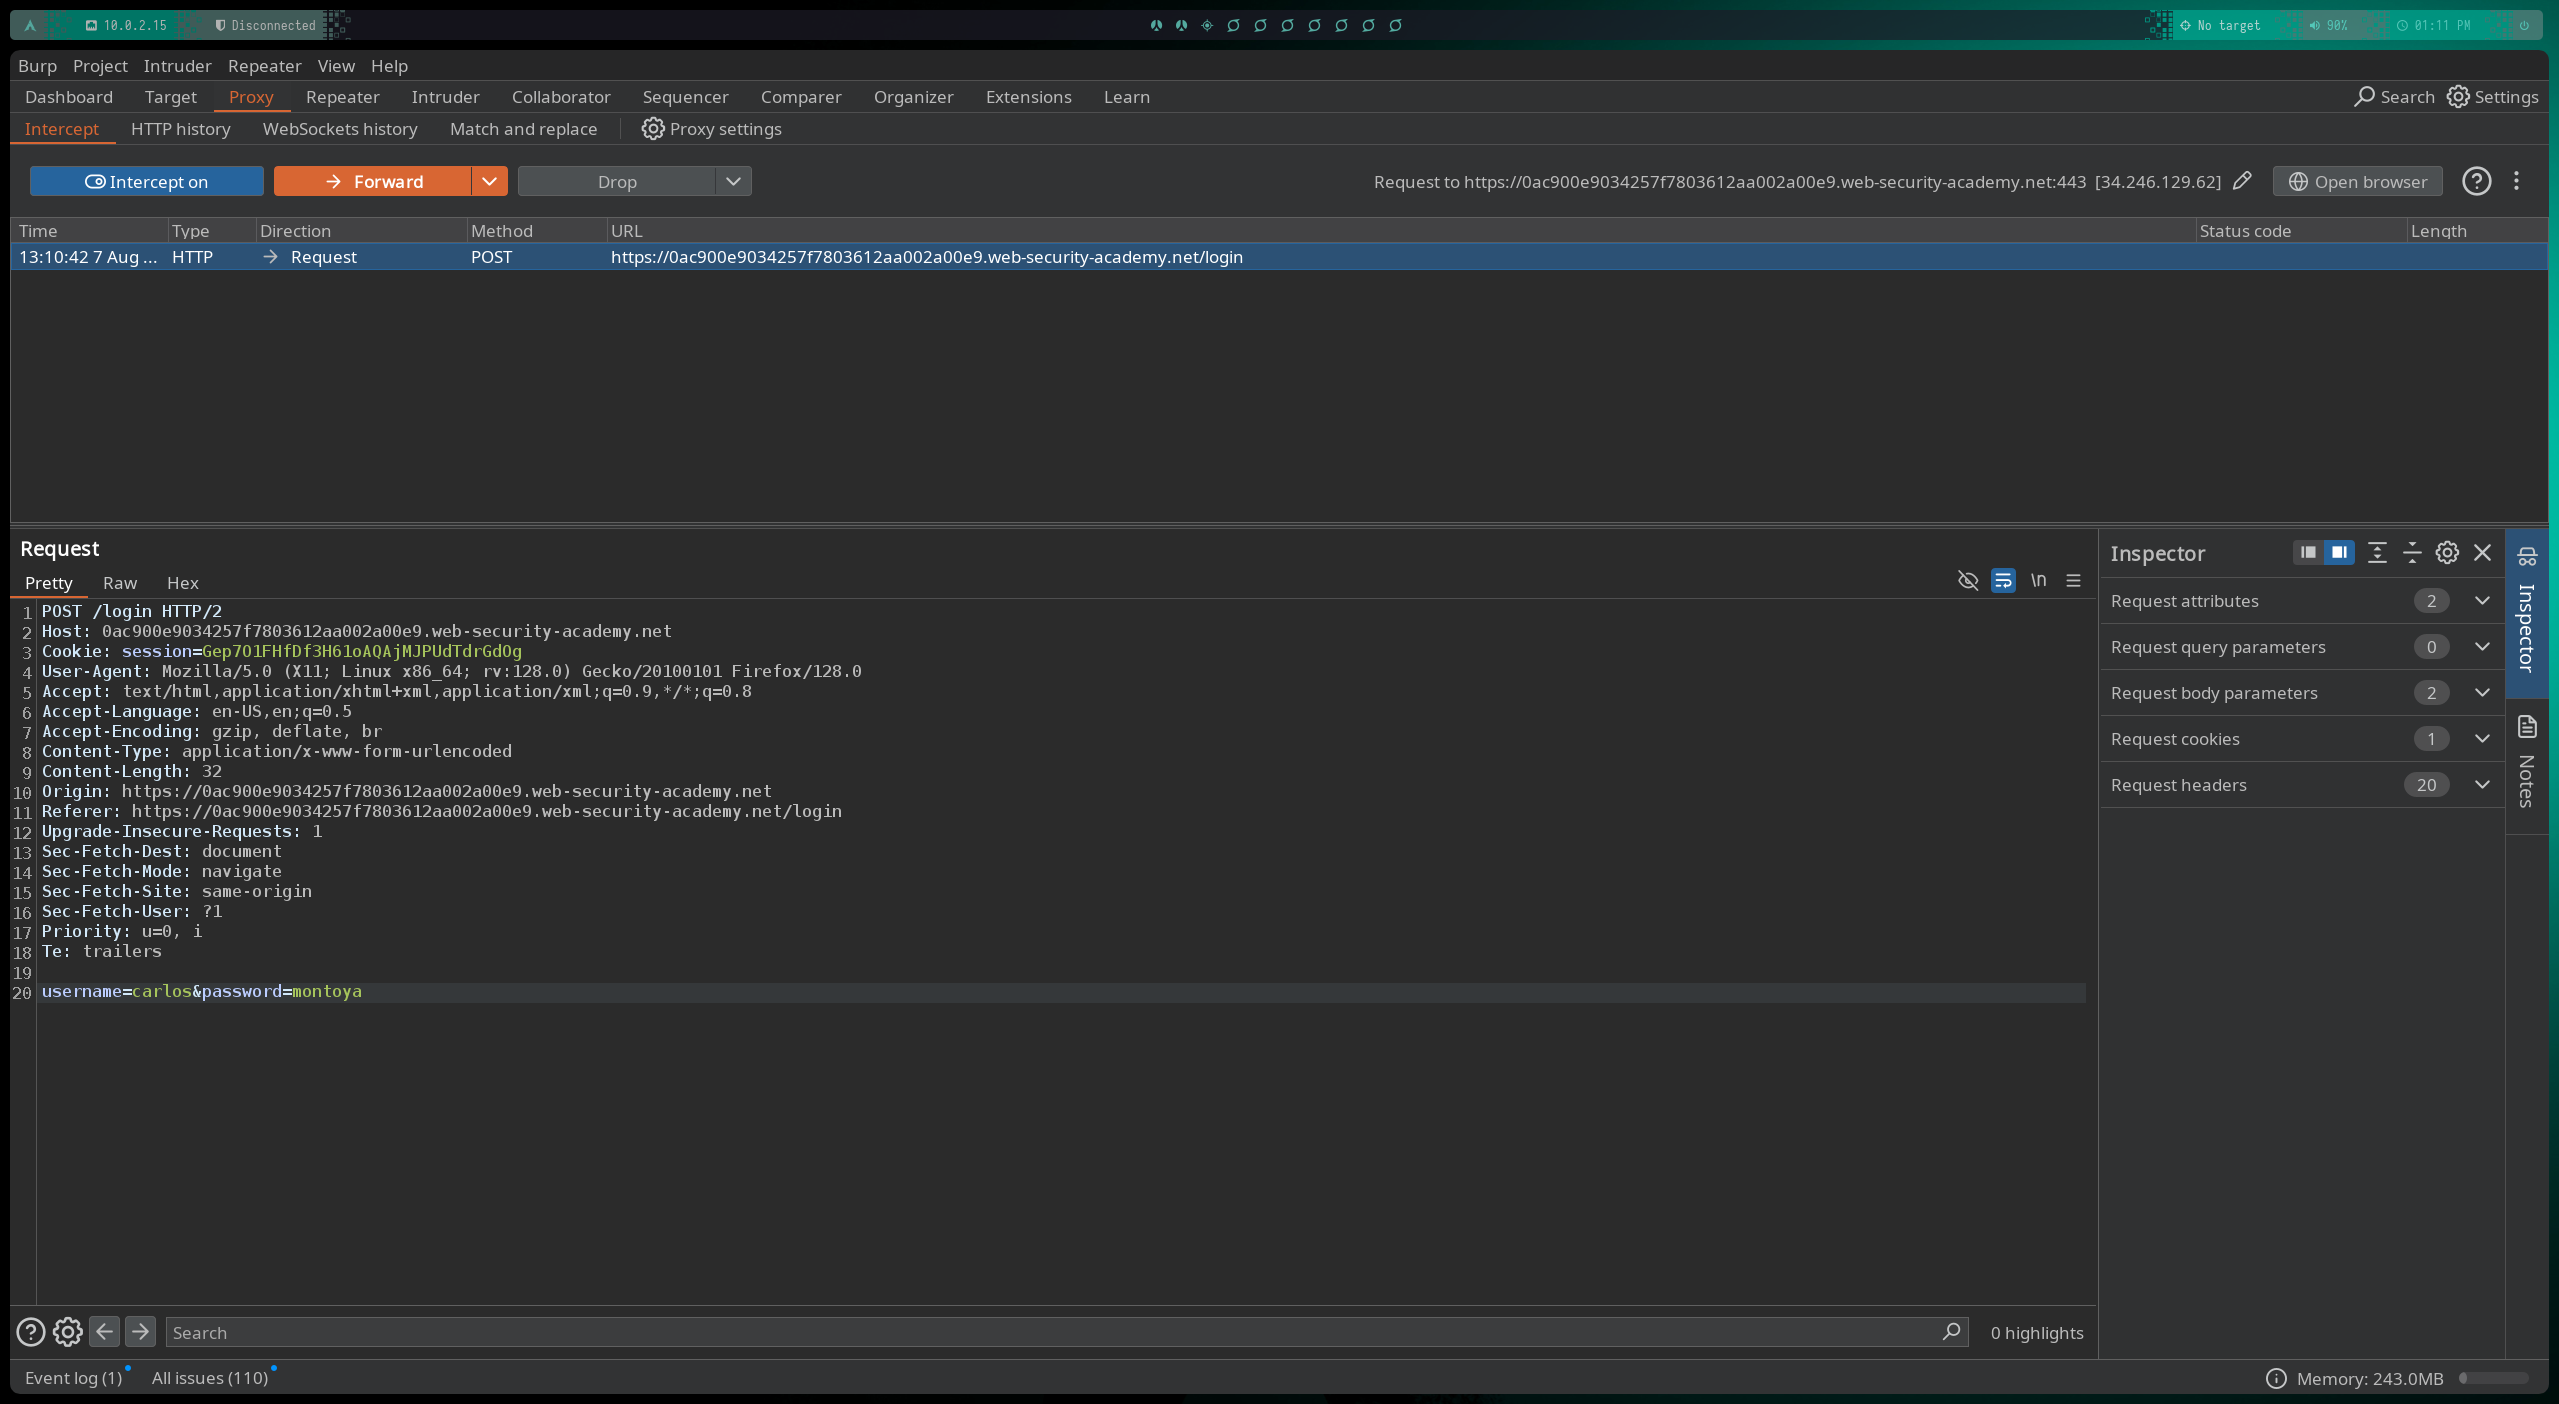 10.0.2.15 Disconnected No target 90% 01:11 PM
Burp Project Intruder Repeater View Help
Dashboard Target Proxy Repeater Intruder Collaborator Sequencer Comparer Organizer Extensions Learn Search Settings
Intercept HTTP history WebSockets history Match and replace Proxy settings
Intercept on Forward Drop Request to https://0ac900e9034257f7803612aa002a00e9.web-security-academy.net:443 [34.246.129.62] Open browser
Time Type Direction Method URL Status code Length
13:10:42 7 Aug ... HTTP Request POST https://0ac900e9034257f7803612aa002a00e9.web-security-academy.net/login
Request
Pretty Raw Hex \n
1 POST /login HTTP/2
2 Host: 0ac900e9034257f7803612aa002a00e9.web-security-academy.net
3 Cookie: session=Gep7O1FHfDf3H61oAQAjMJPUdTdrGdOg
4 User-Agent: Mozilla/5.0 (X11; Linux x86_64; rv:128.0) Gecko/20100101 Firefox/128.0
5 Accept: text/html,application/xhtml+xml,application/xml;q=0.9,*/*;q=0.8
6 Accept-Language: en-US,en;q=0.5
7 Accept-Encoding: gzip, deflate, br
8 Content-Type: application/x-www-form-urlencoded
9 Content-Length: 32
10 Origin: https://0ac900e9034257f7803612aa002a00e9.web-security-academy.net
11 Referer: https://0ac900e9034257f7803612aa002a00e9.web-security-academy.net/login
12 Upgrade-Insecure-Requests: 1
13 Sec-Fetch-Dest: document
14 Sec-Fetch-Mode: navigate
15 Sec-Fetch-Site: same-origin
16 Sec-Fetch-User: ?1
17 Priority: u=0, i
18 Te: trailers
19
20 username=carlos&password=montoya
Inspector
Request attributes 2
Request query parameters 0
Request body parameters 2
Request cookies 1
Request headers 20
Inspector
Notes
Search 0 highlights
Event log (1) All issues (110) Memory: 243.0MB